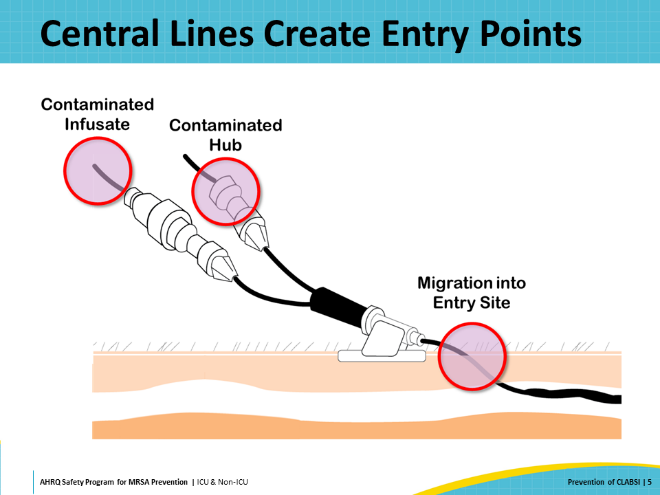 Central Lines Create Entry Points
Contaminated
Infusate
Contaminated
Hub
Migration into
Entry Site
AHRQ Safety Program for MRSA Prevention | ICU & Non-ICU
Prevention of CLABSI | 5